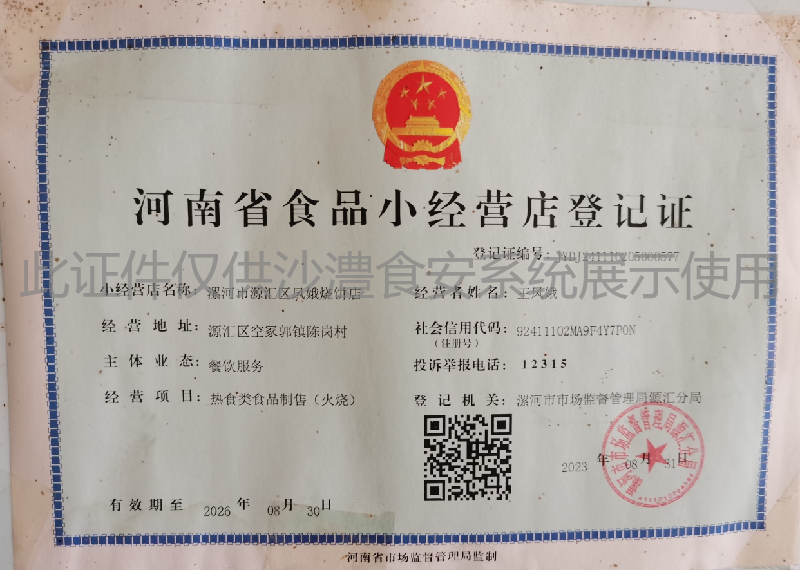 河南省食品小经营店登记证
登记证编号：
此证件仅供沙澧食安系统展示使用
小经营店名称：漯河市源汇区凤娥烧饼店
经营者姓名：王凤娥
经营地址：源汇区空冢郭镇陈岗村
社会信用代码：92411102MA9F4Y7P0N
（注册号）
主体业态：餐饮服务
投诉举报电话：12315
经营项目：热食类食品制售（火烧）
登记机关：漯河市市场监督管理局源汇分局
2023 年 08 月 31 日
有效期至 2026 年 08 月 30 日
河南省市场监督管理局监制